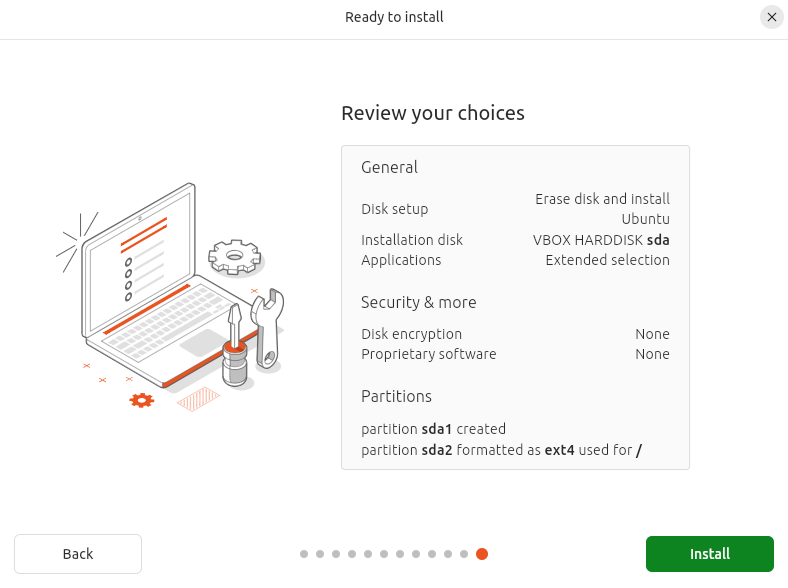 Ready to install
Review your choices
General
Disk setup Erase disk and install
Ubuntu
Installation disk VBOX HARDDISK sda
Applications Extended selection
Security & more
Disk encryption None
Proprietary software None
Partitions
partition sda1 created
partition sda2 formatted as ext4 used for /
Back Install